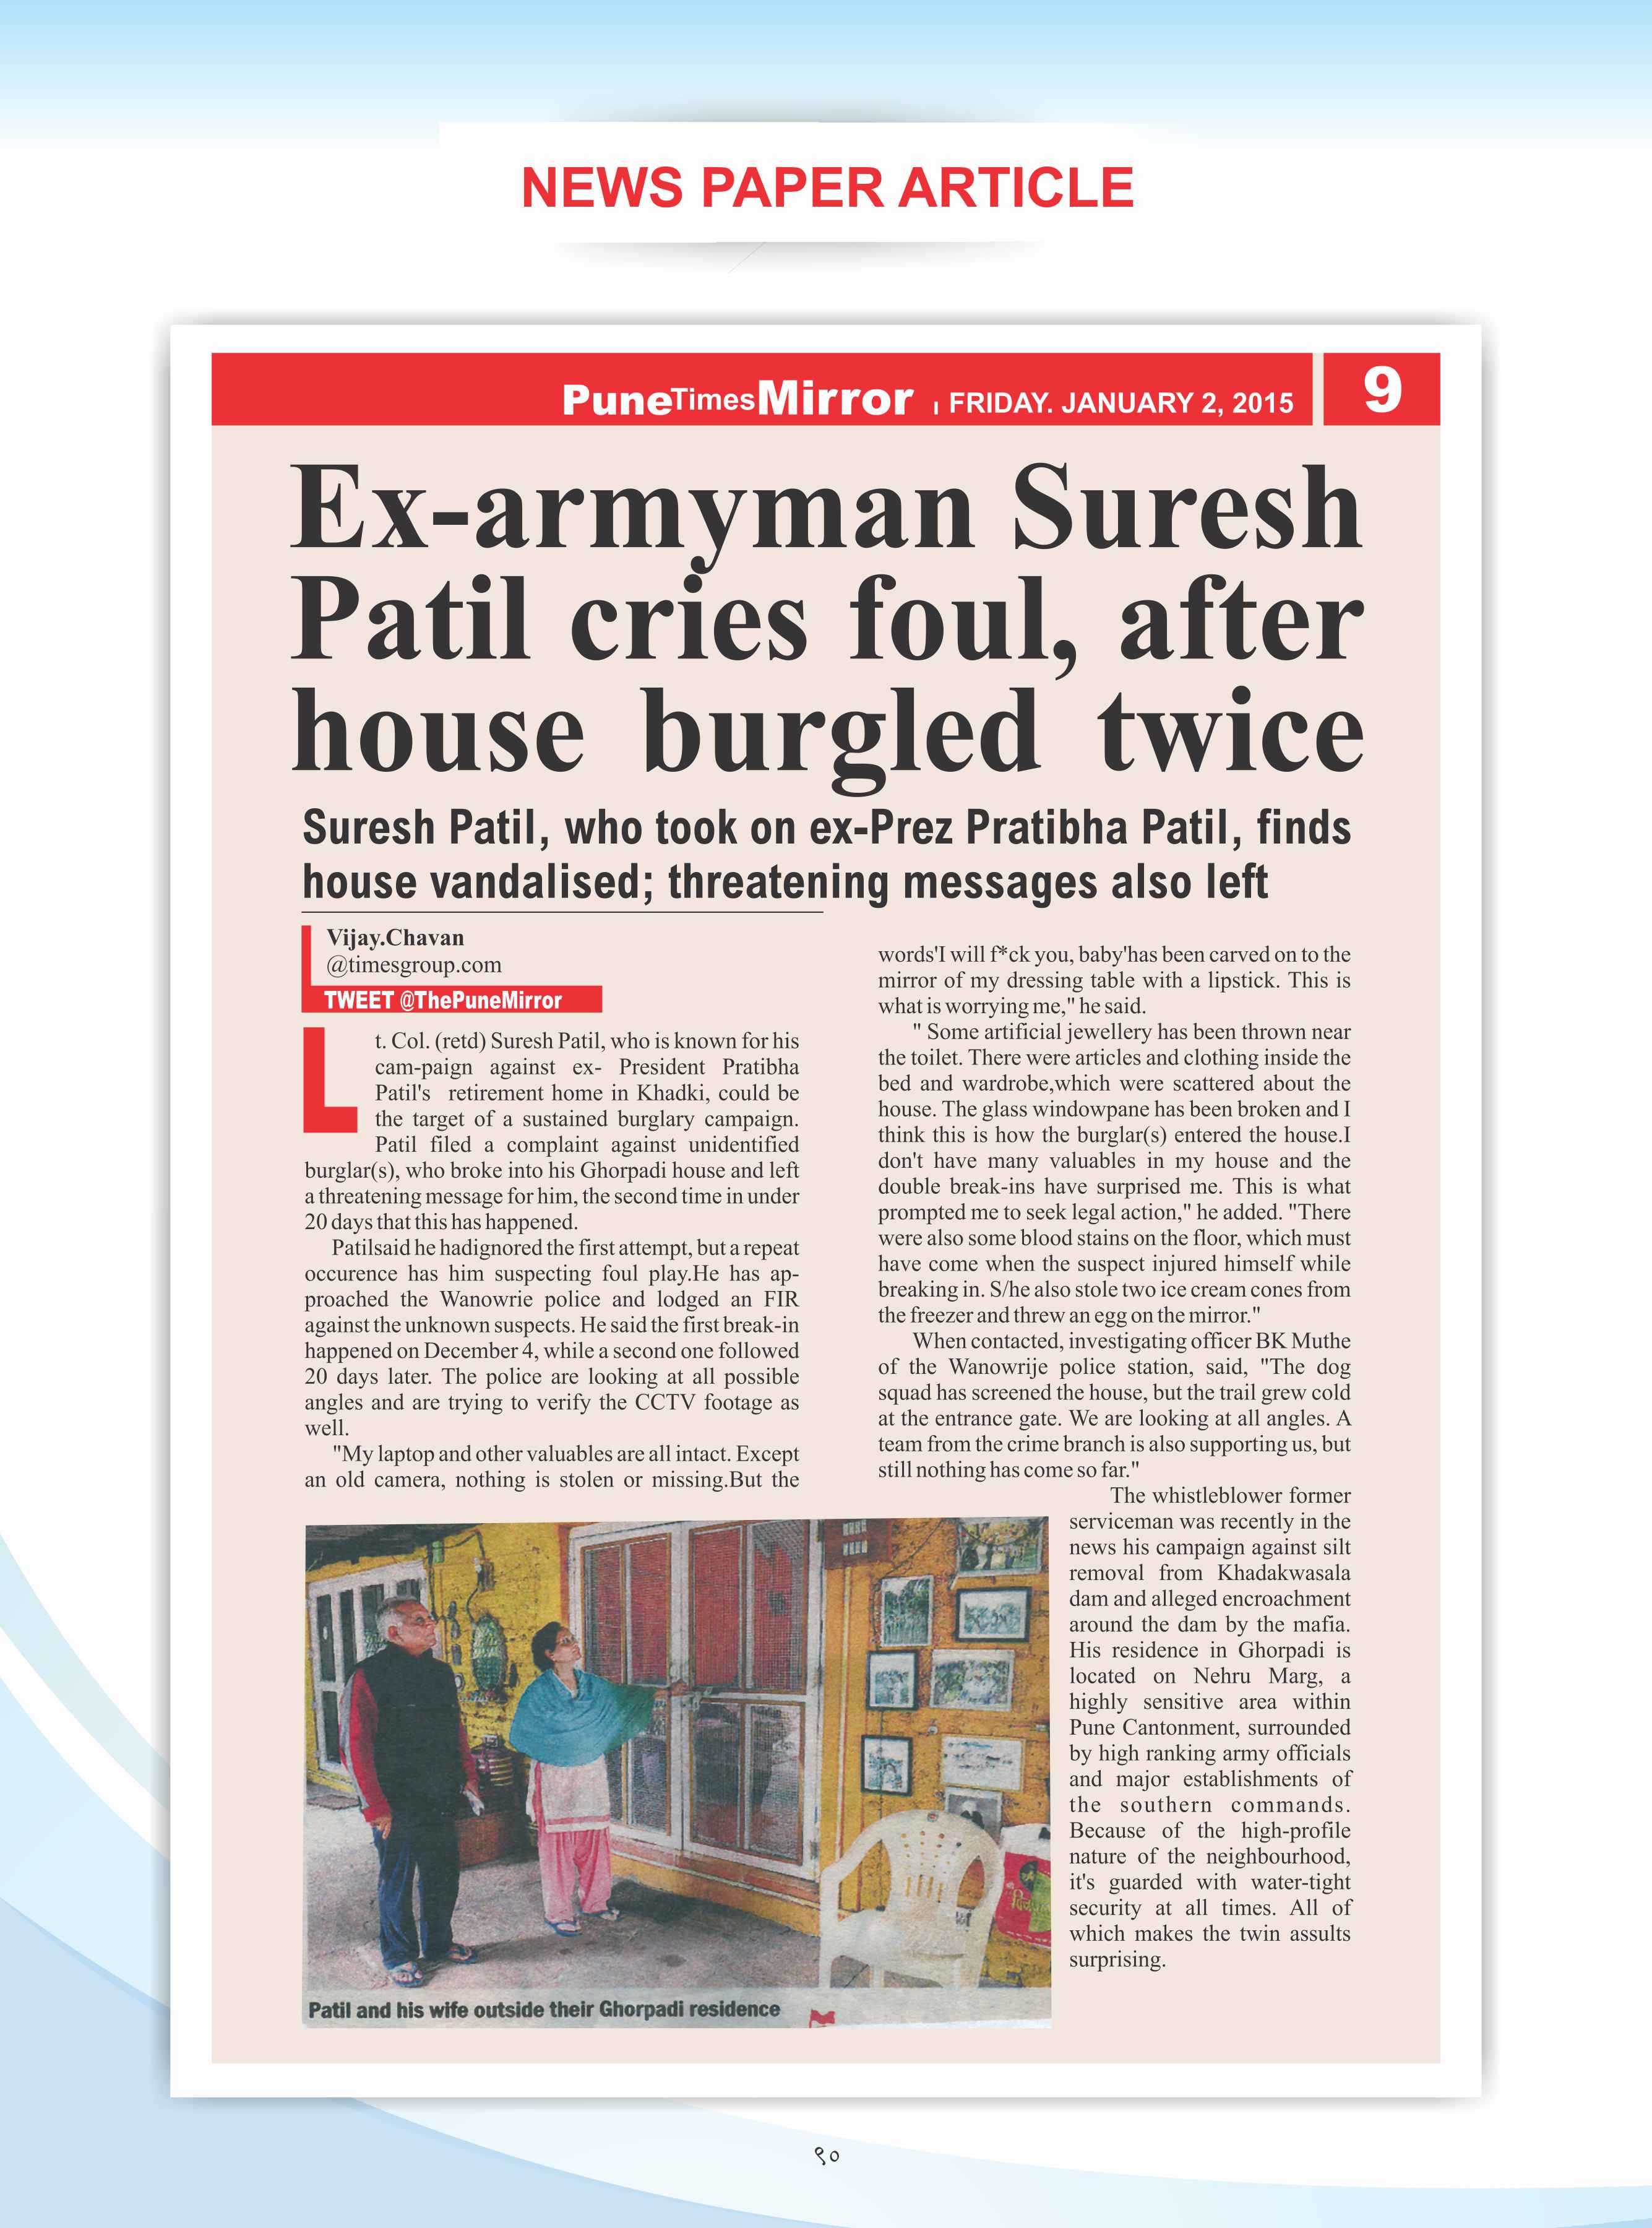 NEWS PAPER ARTICLE
PuneTimesMirror | FRIDAY. JANUARY 2, 2015
9
Ex-armyman Suresh
Patil cries foul, after
house burgled twice
Suresh Patil, who took on ex-Prez Pratibha Patil, finds
house vandalised; threatening messages also left
Vijay.Chavan
@timesgroup.com
TWEET @ThePuneMirror
Lt. Col. (retd) Suresh Patil, who is known for his
cam-paign against ex- President Pratibha
Patil's retirement home in Khadki, could be
the target of a sustained burglary campaign.
Patil filed a complaint against unidentified
burglar(s), who broke into his Ghorpadi house and left
a threatening message for him, the second time in under
20 days that this has happened.
Patilsaid he hadignored the first attempt, but a repeat
occurence has him suspecting foul play.He has ap-
proached the Wanowrie police and lodged an FIR
against the unknown suspects. He said the first break-in
happened on December 4, while a second one followed
20 days later. The police are looking at all possible
angles and are trying to verify the CCTV footage as
well.
"My laptop and other valuables are all intact. Except
an old camera, nothing is stolen or missing.But the
words'I will f*ck you, baby'has been carved on to the
mirror of my dressing table with a lipstick. This is
what is worrying me," he said.
" Some artificial jewellery has been thrown near
the toilet. There were articles and clothing inside the
bed and wardrobe,which were scattered about the
house. The glass windowpane has been broken and I
think this is how the burglar(s) entered the house.I
don't have many valuables in my house and the
double break-ins have surprised me. This is what
prompted me to seek legal action," he added. "There
were also some blood stains on the floor, which must
have come when the suspect injured himself while
breaking in. S/he also stole two ice cream cones from
the freezer and threw an egg on the mirror."
When contacted, investigating officer BK Muthe
of the Wanowrije police station, said, "The dog
squad has screened the house, but the trail grew cold
at the entrance gate. We are looking at all angles. A
team from the crime branch is also supporting us, but
still nothing has come so far."
The whistleblower former
serviceman was recently in the
news his campaign against silt
removal from Khadakwasala
dam and alleged encroachment
around the dam by the mafia.
His residence in Ghorpadi is
located on Nehru Marg, a
highly sensitive area within
Pune Cantonment, surrounded
by high ranking army officials
and major establishments of
the southern commands.
Because of the high-profile
nature of the neighbourhood,
it's guarded with water-tight
security at all times. All of
which makes the twin assults
surprising.
Patil and his wife outside their Ghorpadi residence
९०